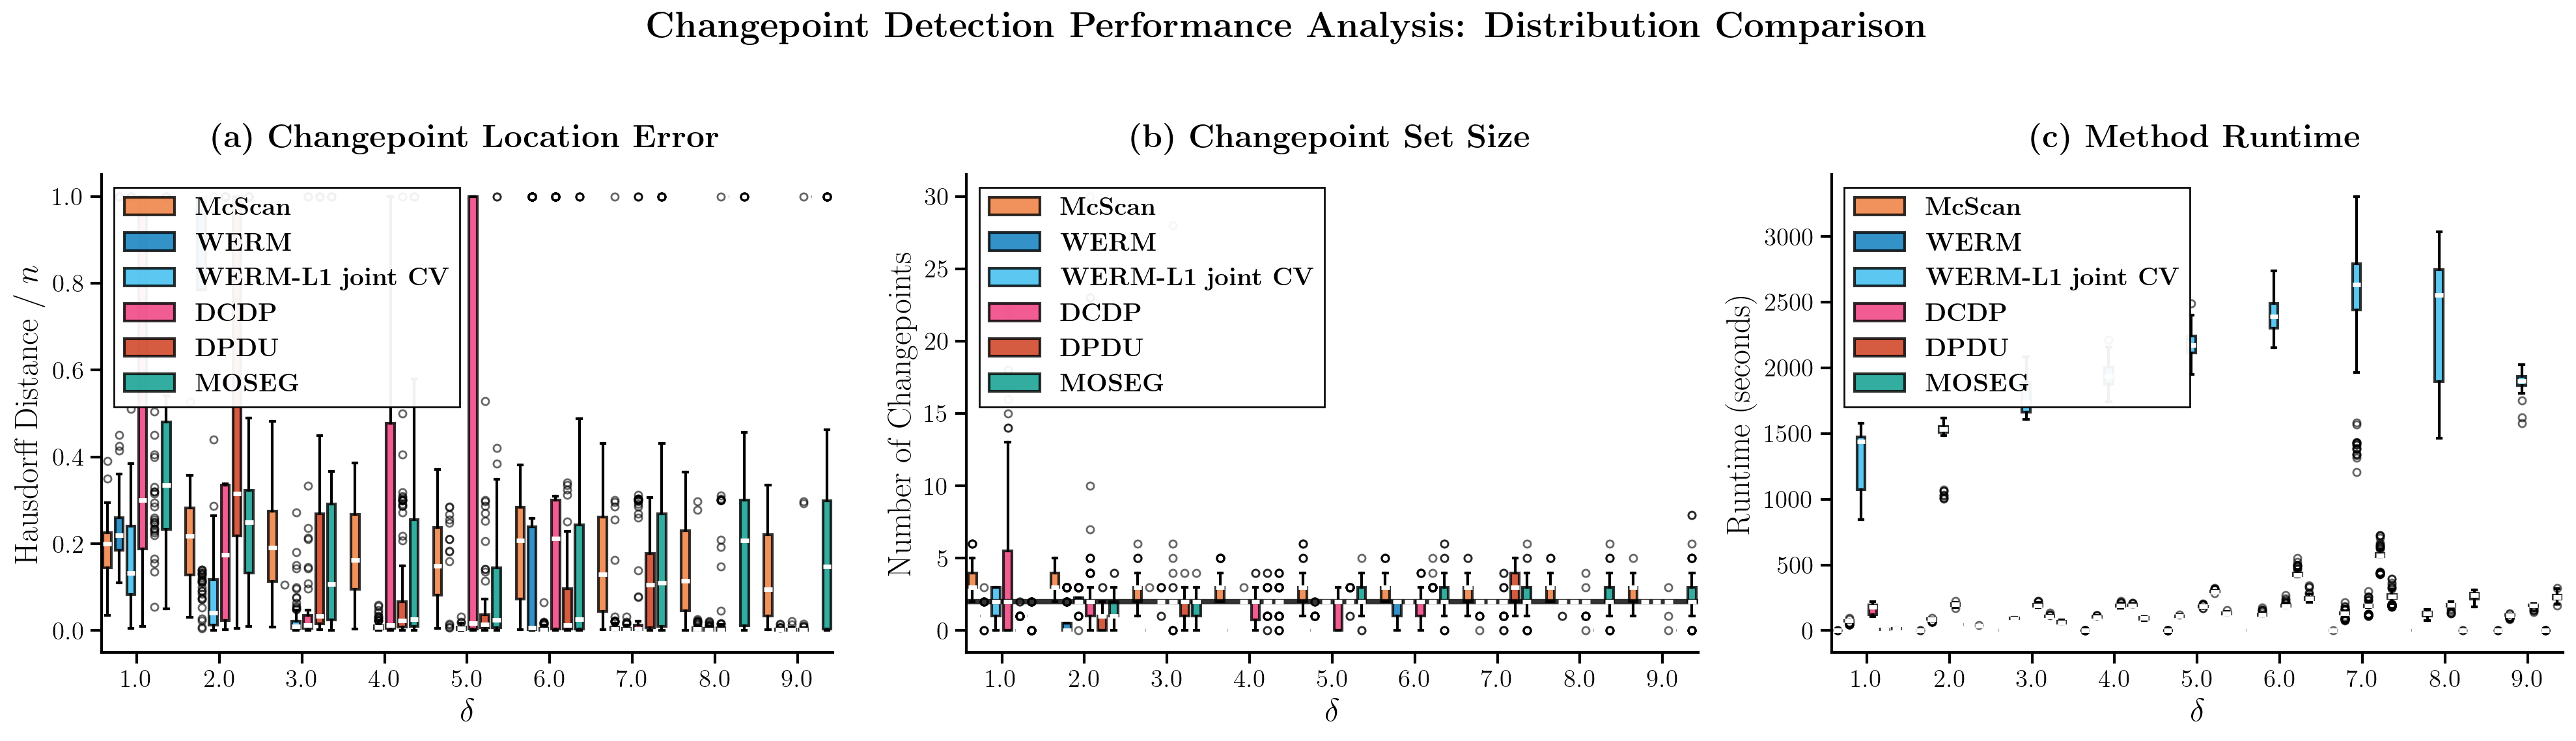 Changepoint Detection Performance Analysis: Distribution Comparison
(a) Changepoint Location Error
Hausdorff Distance / n
1.0
0.8
0.6
0.4
0.2
0.0
McScan
WERM
WERM-L1 joint CV
DCDP
DPDU
MOSEG
1.0 2.0 3.0 4.0 5.0 6.0 7.0 8.0 9.0
δ
(b) Changepoint Set Size
Number of Changepoints
30
25
20
15
10
5
0
McScan
WERM
WERM-L1 joint CV
DCDP
DPDU
MOSEG
1.0 2.0 3.0 4.0 5.0 6.0 7.0 8.0 9.0
δ
(c) Method Runtime
Runtime (seconds)
3000
2500
2000
1500
1000
500
0
McScan
WERM
WERM-L1 joint CV
DCDP
DPDU
MOSEG
1.0 2.0 3.0 4.0 5.0 6.0 7.0 8.0 9.0
δ